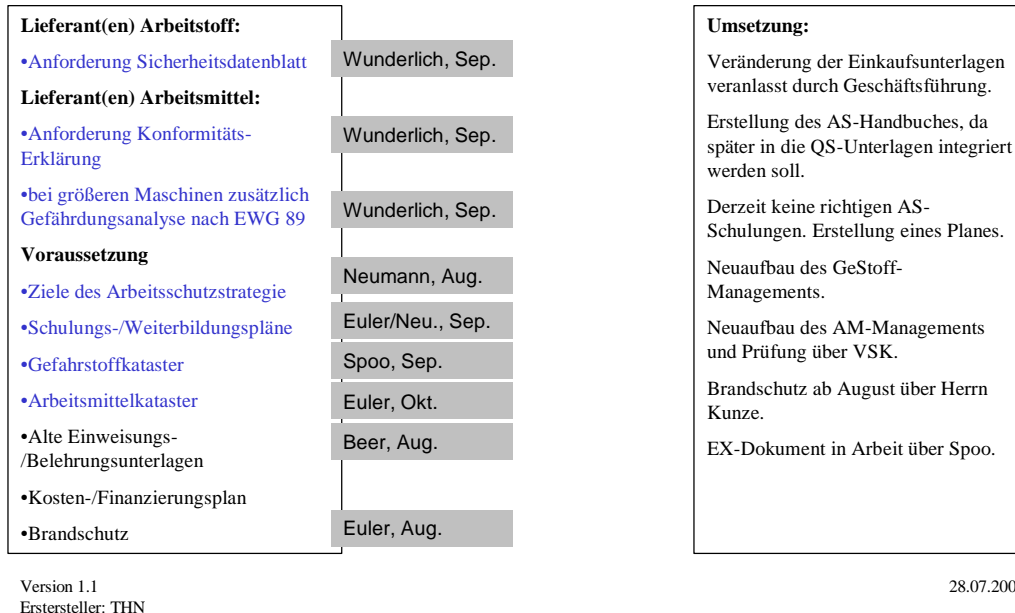 Lieferant(en) Arbeitstoff:
•Anforderung Sicherheitsdatenblatt
Wunderlich, Sep.
Lieferant(en) Arbeitsmittel:
•Anforderung Konformitäts-
Erklärung
Wunderlich, Sep.
•bei größeren Maschinen zusätzlich
Gefährdungsanalyse nach EWG 89
Wunderlich, Sep.
Voraussetzung
•Ziele des Arbeitsschutzstrategie
Neumann, Aug.
•Schulungs-/Weiterbildungspläne
Euler/Neu., Sep.
•Gefahrstoffkataster
Spoo, Sep.
•Arbeitsmittelkataster
Euler, Okt.
•Alte Einweisungs-
/Belehrungsunterlagen
Beer, Aug.
•Kosten-/Finanzierungsplan
•Brandschutz
Euler, Aug.
Umsetzung:
Veränderung der Einkaufsunterlagen
veranlasst durch Geschäftsführung.
Erstellung des AS-Handbuches, da
später in die QS-Unterlagen integriert
werden soll.
Derzeit keine richtigen AS-
Schulungen. Erstellung eines Planes.
Neuaufbau des GeStoff-
Managements.
Neuaufbau des AM-Managements
und Prüfung über VSK.
Brandschutz ab August über Herrn
Kunze.
EX-Dokument in Arbeit über Spoo.
Version 1.1
Erstersteller: THN
28.07.200